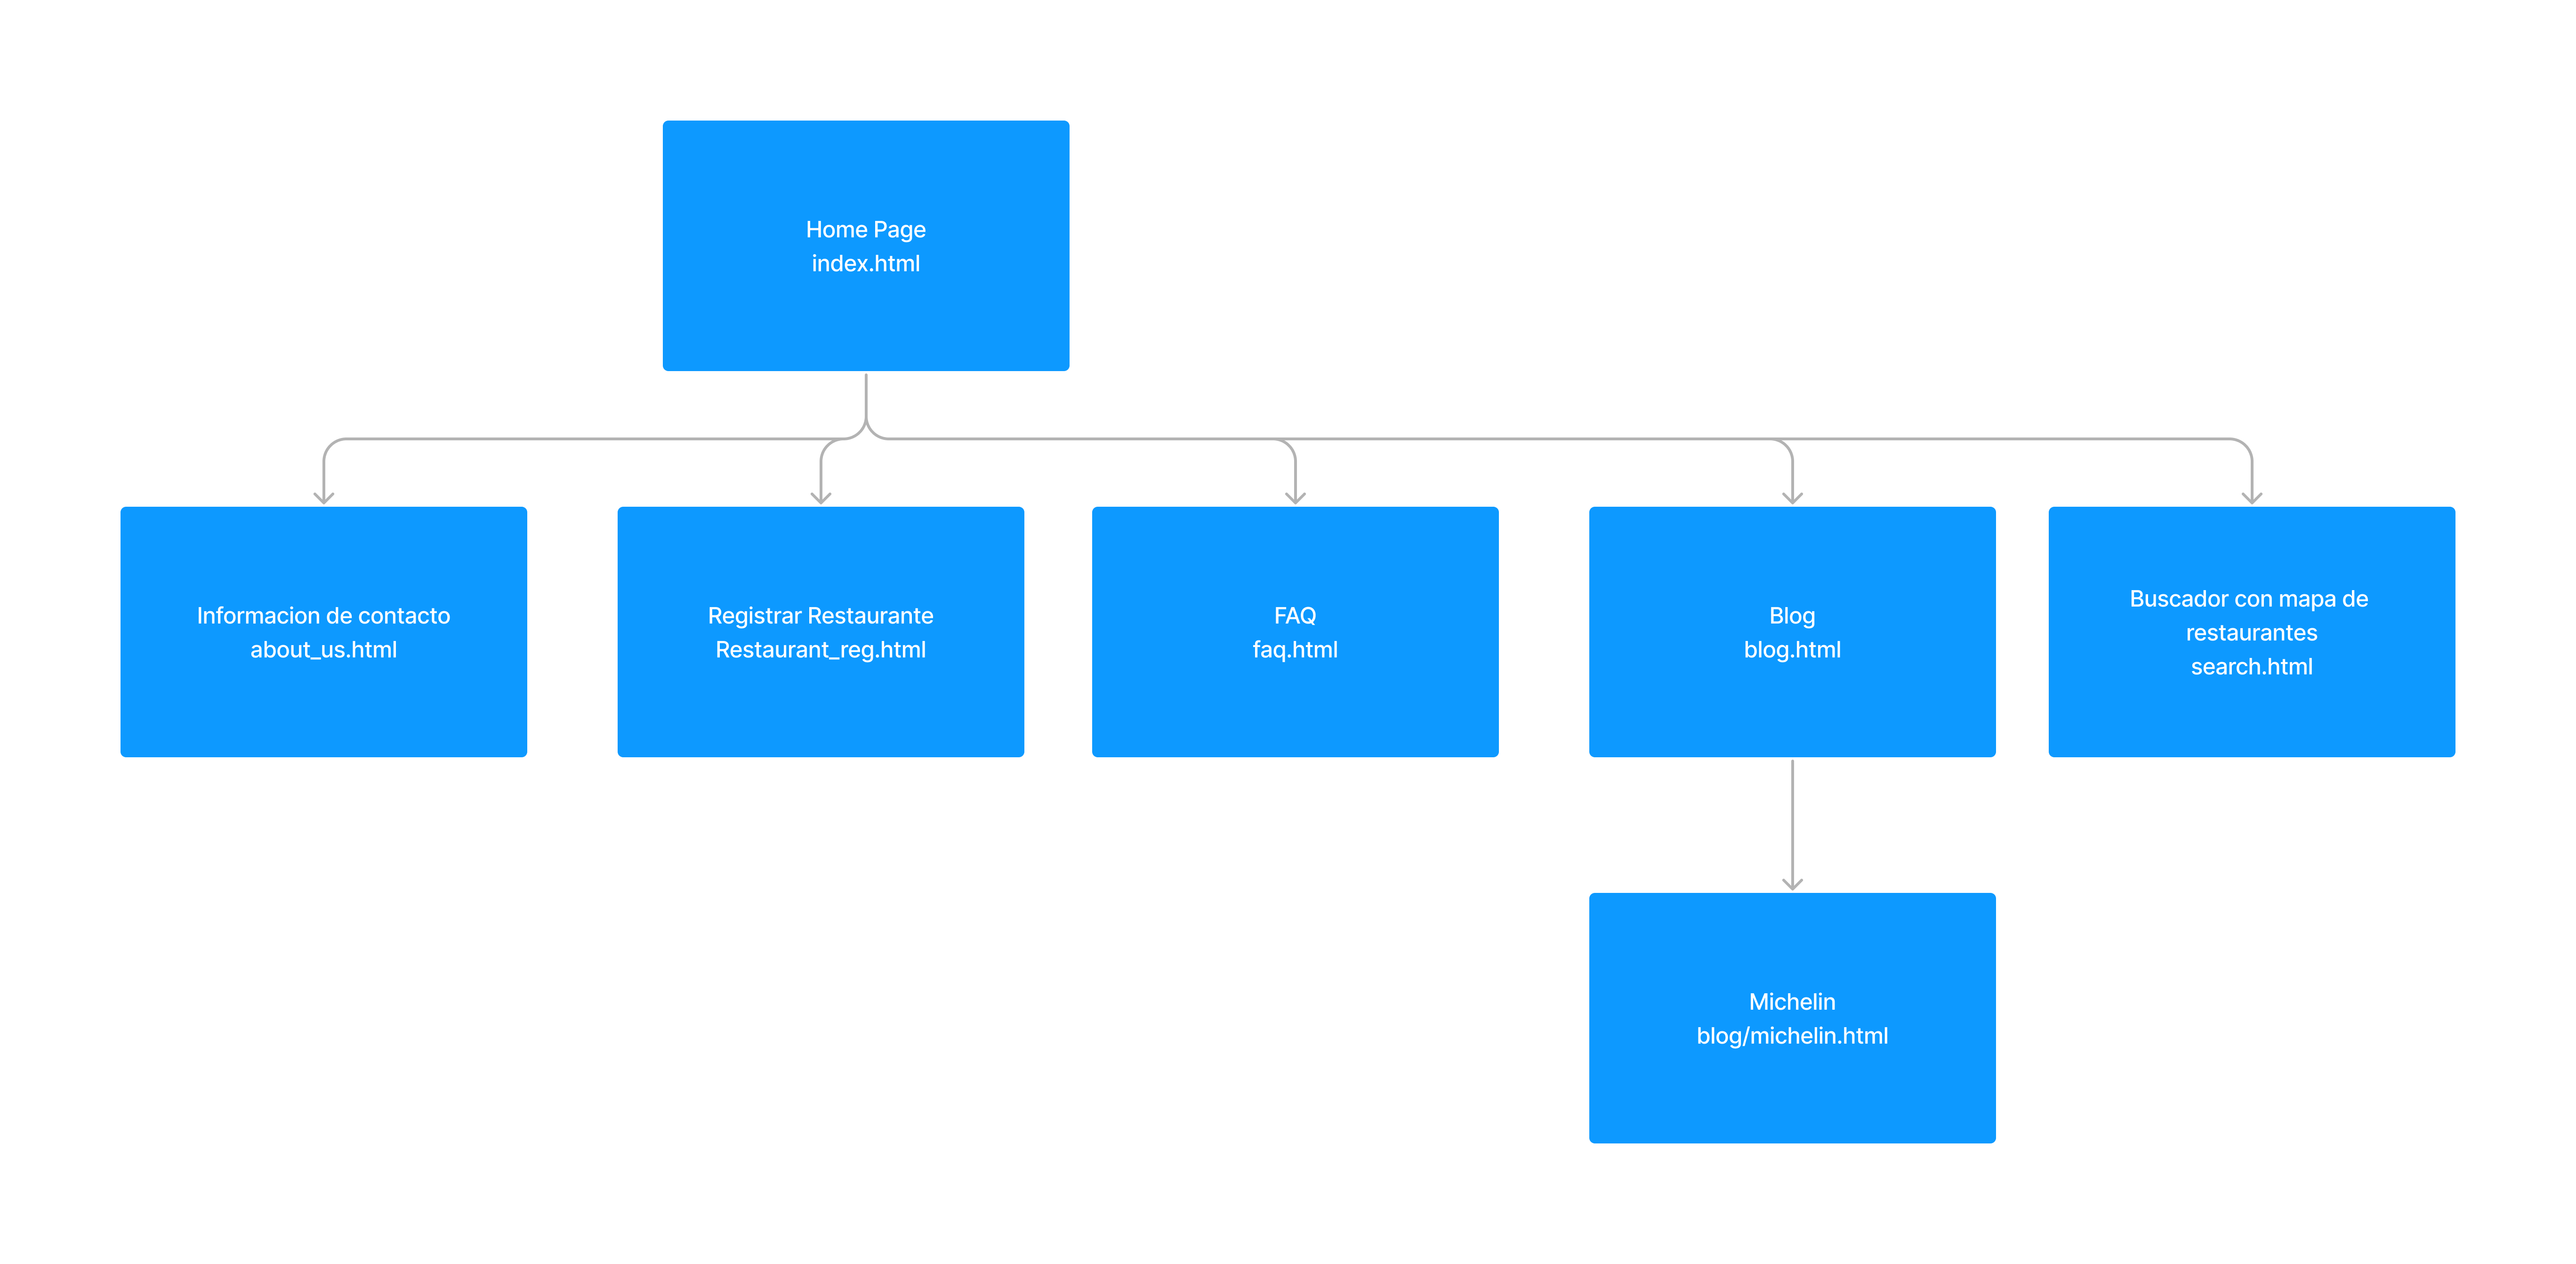 Home Page
index.html
Informacion de contacto
about_us.html
Registrar Restaurante
Restaurant_reg.html
FAQ
faq.html
Blog
blog.html
Buscador con mapa de
restaurantes
search.html
Michelin
blog/michelin.html